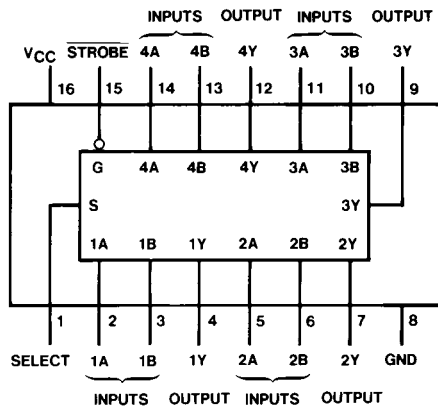 INPUTS OUTPUT INPUTS OUTPUT
VCC STROBE 4A 4B 4Y 3A 3B 3Y
16 15 14 13 12 11 10 9
G 4A 4B 4Y 3A 3B
S 3Y
1A 1B 1Y 2A 2B 2Y
1 2 3 4 5 6 7 8
SELECT 1A 1B 1Y 2A 2B 2Y GND
INPUTS OUTPUT INPUTS OUTPUT